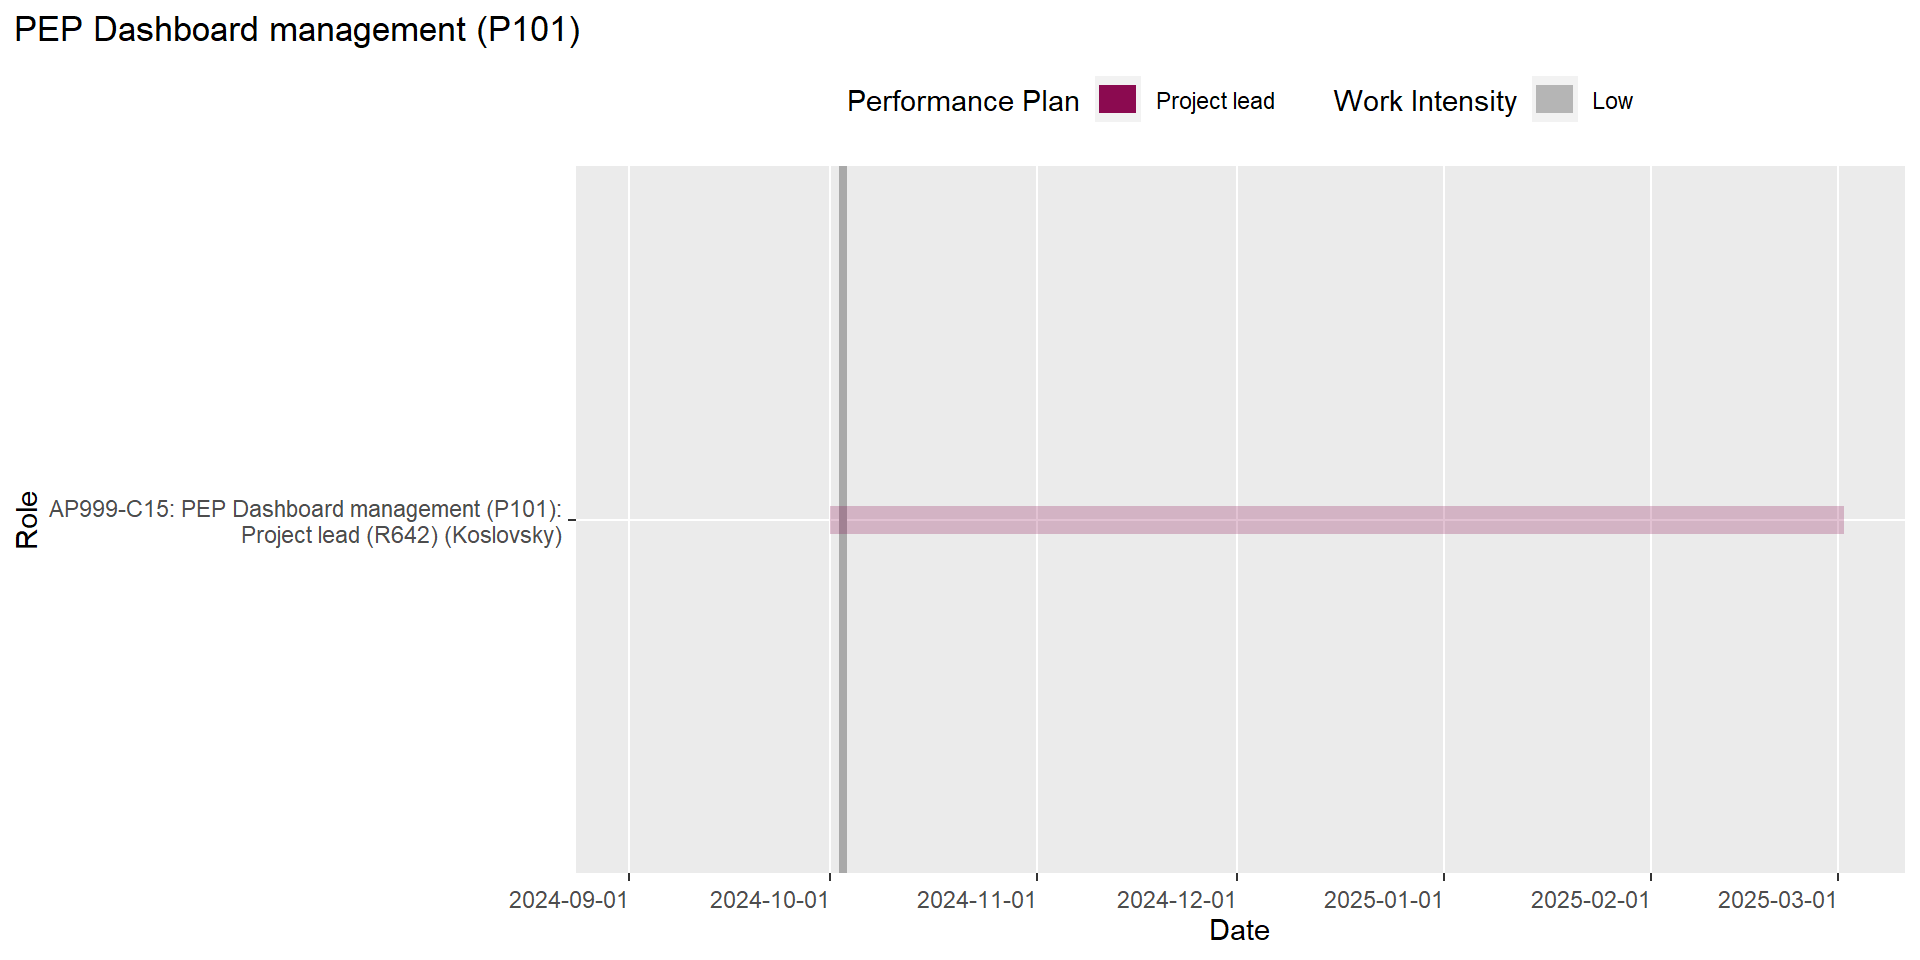 PEP Dashboard management (P101)
Performance Plan Project lead Work Intensity Low
Role
AP999-C15: PEP Dashboard management (P101):
Project lead (R642) (Koslovsky)
2024-09-01 2024-10-01 2024-11-01 2024-12-01 2025-01-01 2025-02-01 2025-03-01
Date